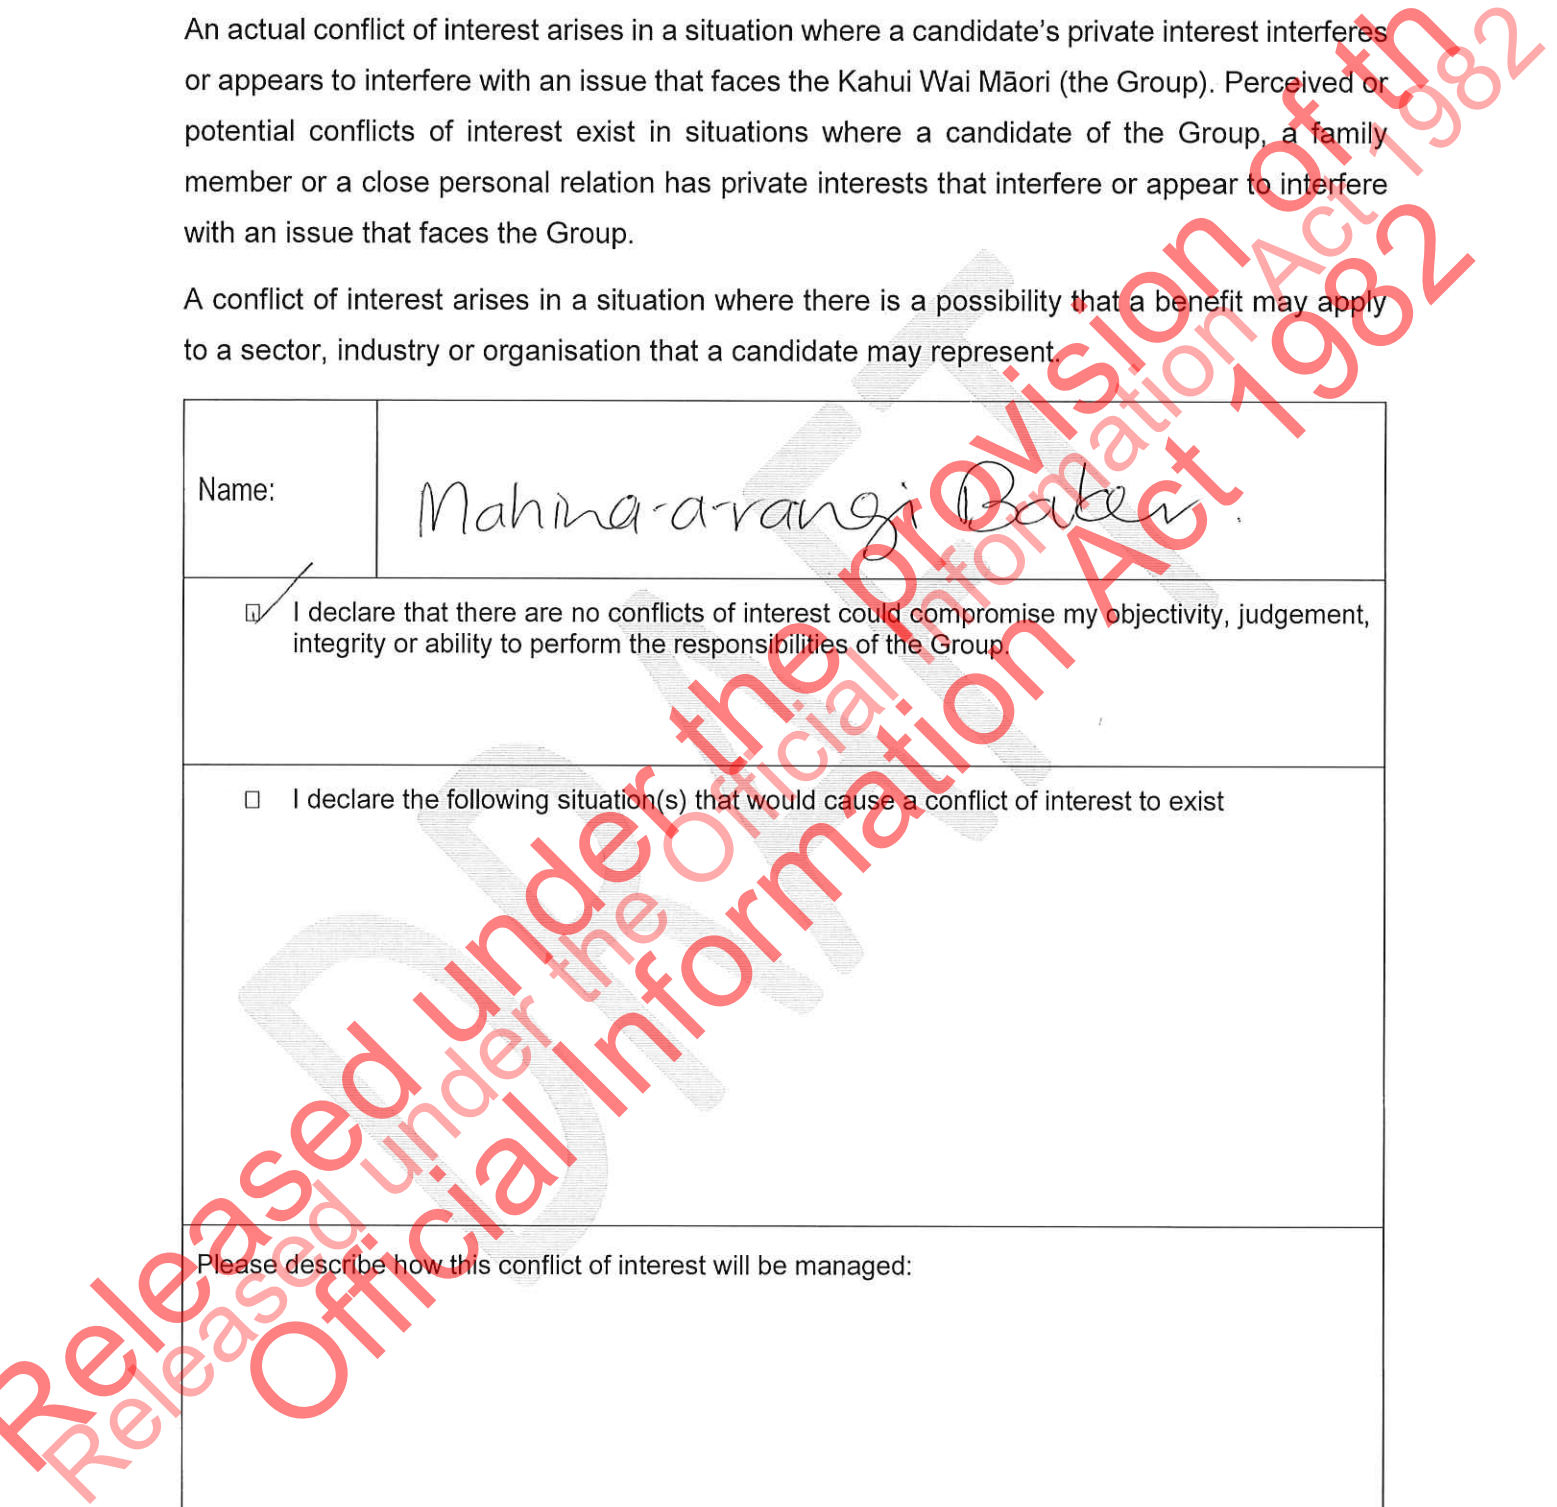 An actual conflict of interest arises in a situation where a candidate's private interest interferes
or appears to interfere with an issue that faces the Kahui Wai Māori (the Group). Perceived or
potential conflicts of interest exist in situations where a candidate of the Group, a family
member or a close personal relation has private interests that interfere or appear to interfere
with an issue that faces the Group.
A conflict of interest arises in a situation where there is a possibility that a benefit may apply
to a sector, industry or organisation that a candidate may represent.
Name:
Mahina-a-rangi Baker.
I declare that there are no conflicts of interest could compromise my objectivity, judgement,
integrity or ability to perform the responsibilities of the Group.
I declare the following situation(s) that would cause a conflict of interest to exist
Please describe how this conflict of interest will be managed:
DRAFT
Released under the provision of th
Released under the Official Information Act 1982
Official Information Act 1982